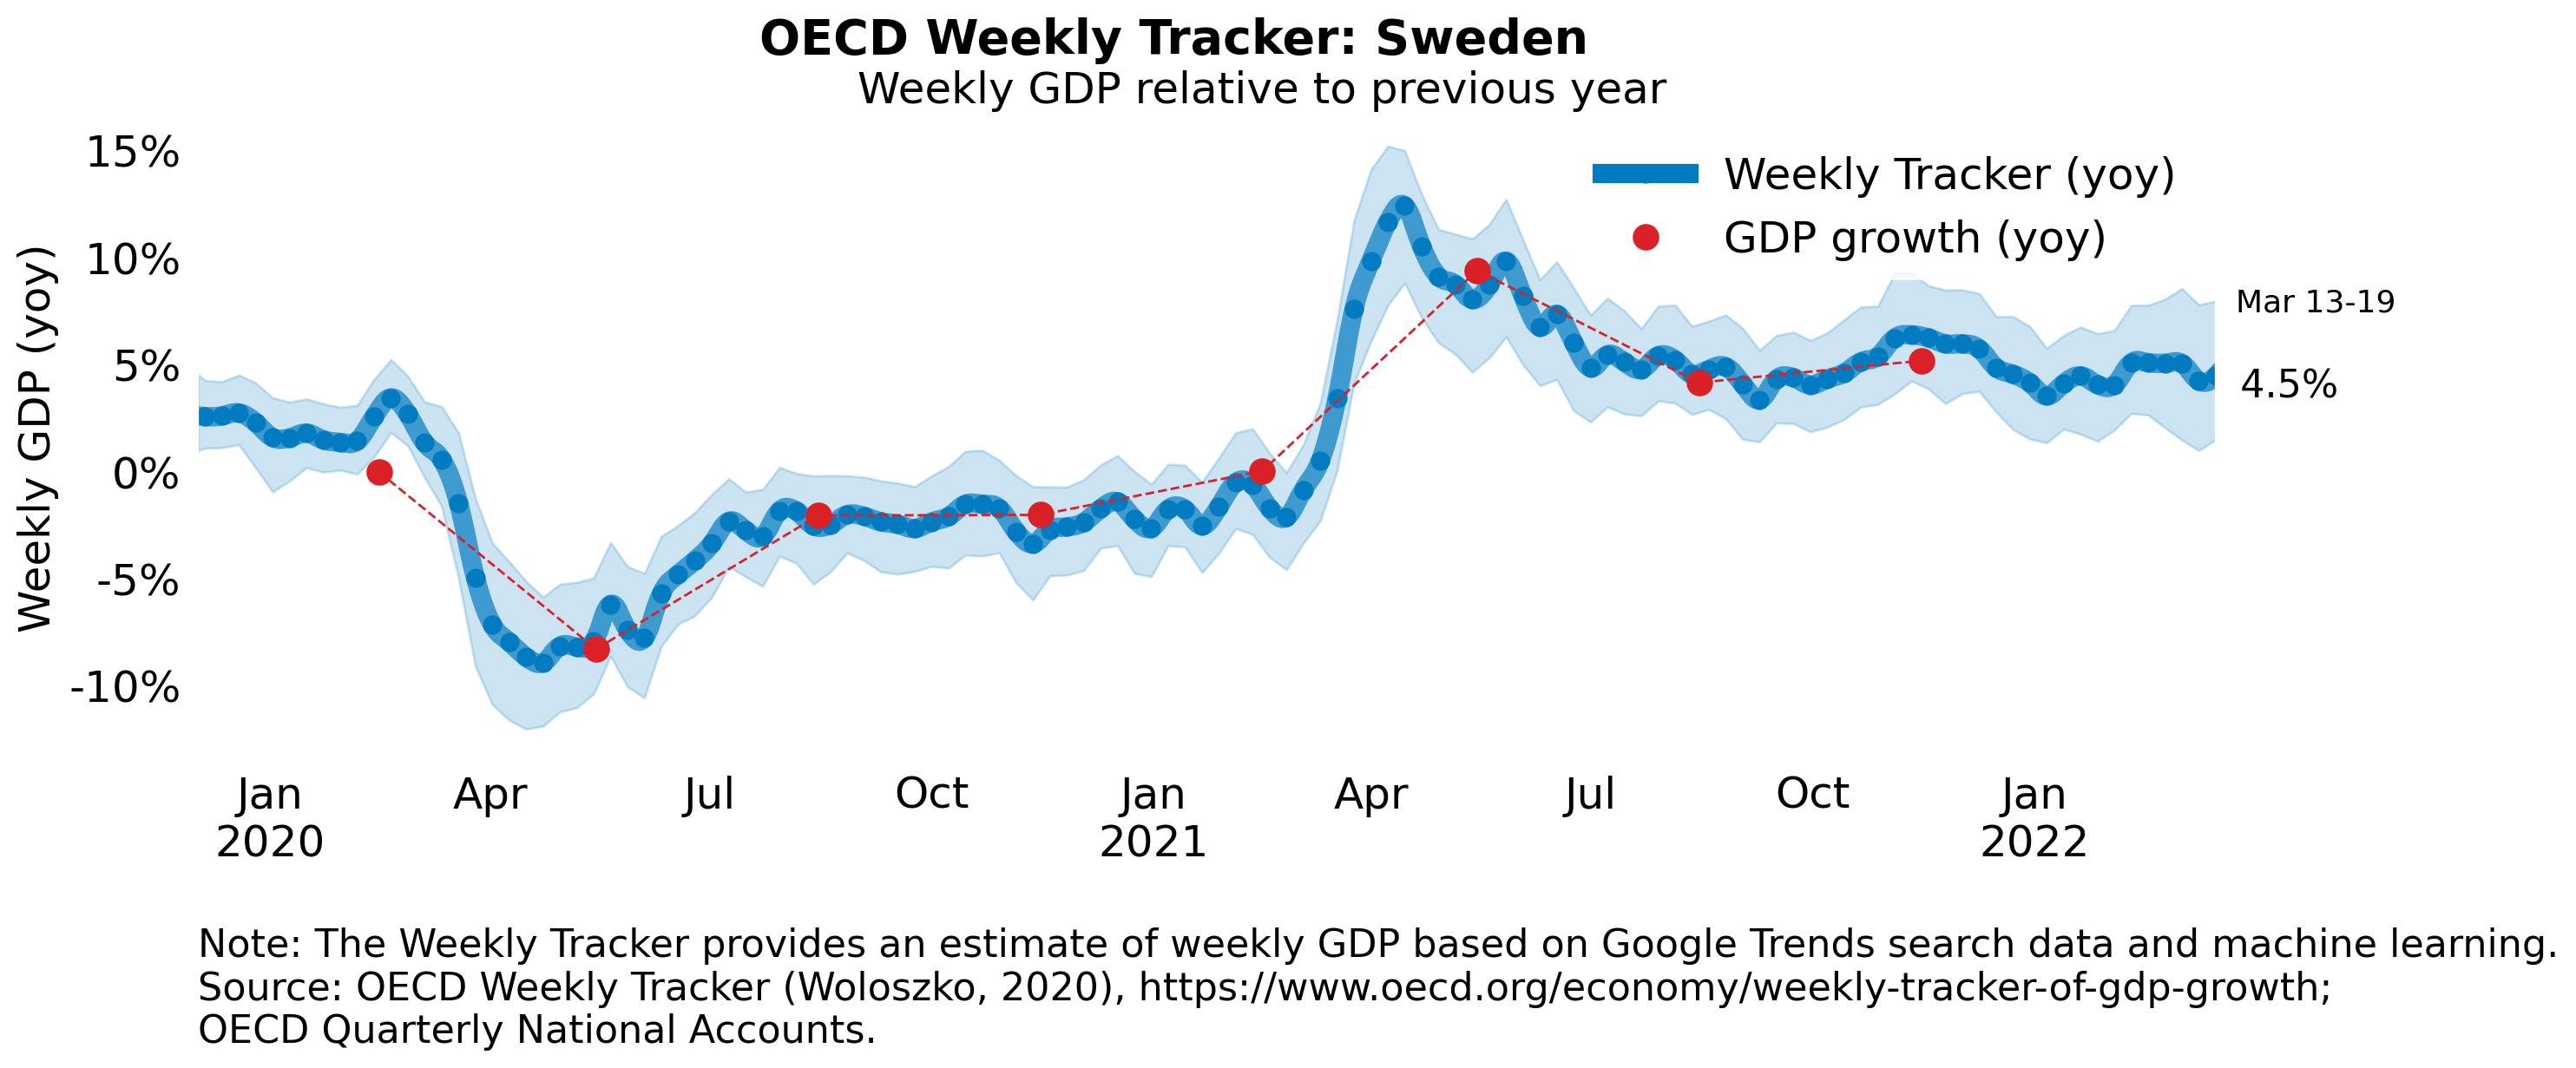 OECD Weekly Tracker: Sweden
Weekly GDP relative to previous year
Weekly GDP (yoy)
15%
10%
5%
0%
-5%
-10%
Weekly Tracker (yoy)
GDP growth (yoy)
Mar 13-19
4.5%
Jan Apr Jul Oct Jan Apr Jul Oct Jan
2020 2021 2022
Note: The Weekly Tracker provides an estimate of weekly GDP based on Google Trends search data and machine learning.
Source: OECD Weekly Tracker (Woloszko, 2020), https://www.oecd.org/economy/weekly-tracker-of-gdp-growth;
OECD Quarterly National Accounts.